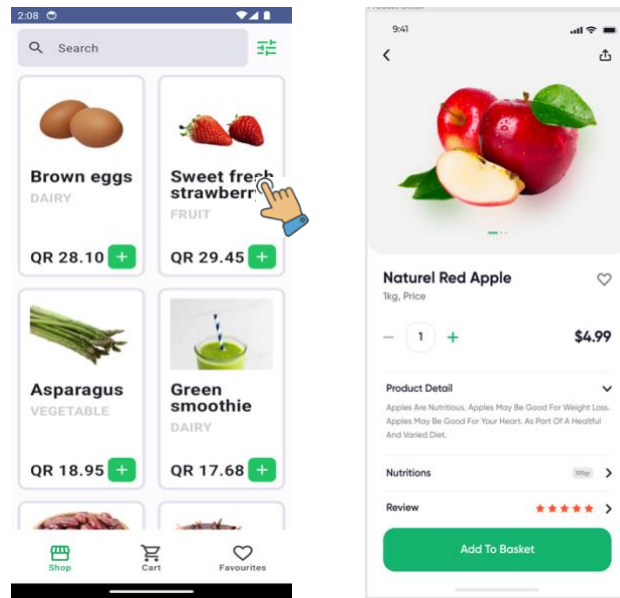 2:08
Search
Brown eggs
DAIRY
QR 28.10 +
Sweet fresh
strawberr
FRUIT
QR 29.45 +
Asparagus
VEGETABLE
QR 18.95 +
Green
smoothie
DAIRY
QR 17.68 +
Shop
Cart
Favourites
9:41
Naturel Red Apple
1kg, Price
− 1 +
$4.99
Product Detail
Apples Are Nutritious. Apples May Be Good For Weight Loss.
Apples May Be Good For Your Heart. As Part Of A Healtful
And Varied Diet.
Nutritions
100gr
Review
Add To Basket